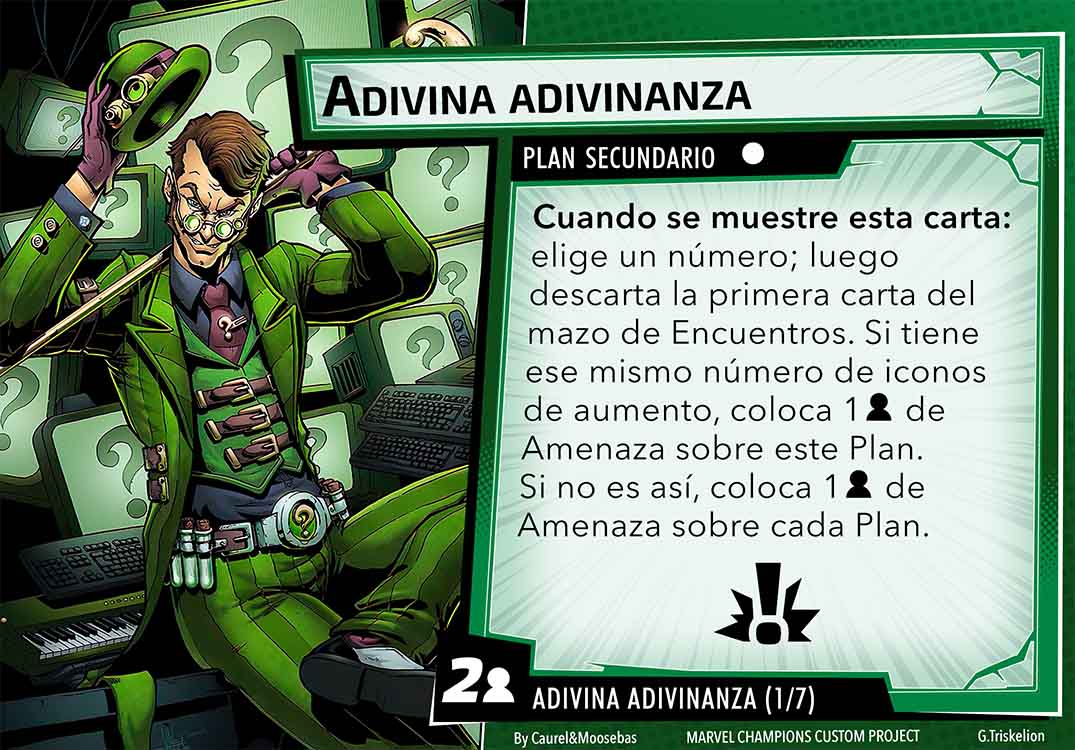 ADIVINA ADIVINANZA
PLAN SECUNDARIO
Cuando se muestre esta carta:
elige un número; luego
descarta la primera carta del
mazo de Encuentros. Si tiene
ese mismo número de iconos
de aumento, coloca 1 de
Amenaza sobre este Plan.
Si no es así, coloca 1 de
Amenaza sobre cada Plan.
2
ADIVINA ADIVINANZA (1/7)
By Caurel&Moosebas MARVEL CHAMPIONS CUSTOM PROJECT G.Triskelion